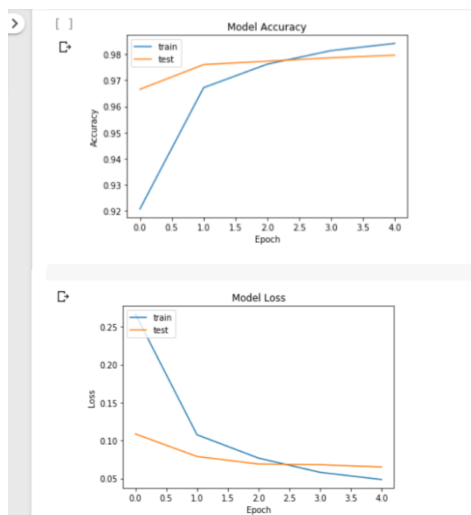 [ ]
Model Accuracy
train
test
0.98
0.97
0.96
0.95
0.94
0.93
0.92
Accuracy
0.0 0.5 1.0 1.5 2.0 2.5 3.0 3.5 4.0
Epoch
Model Loss
train
test
0.25
0.20
0.15
0.10
0.05
Loss
0.0 0.5 1.0 1.5 2.0 2.5 3.0 3.5 4.0
Epoch